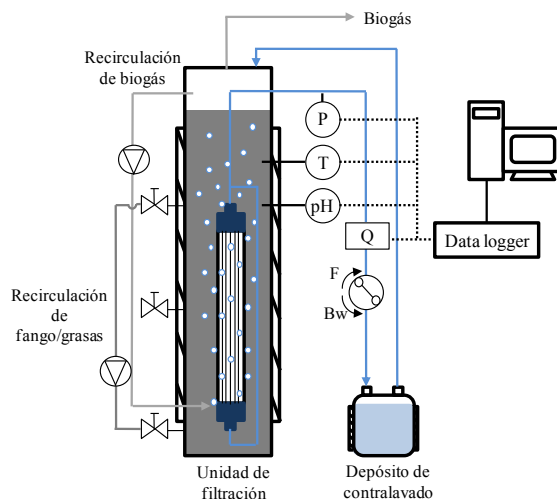 Biogás
Recirculación
de biogás
P
T
pH
Q
Data logger
F
Bw
Recirculación
de
fango/grasas
Unidad de
filtración
Depósito de
contralavado